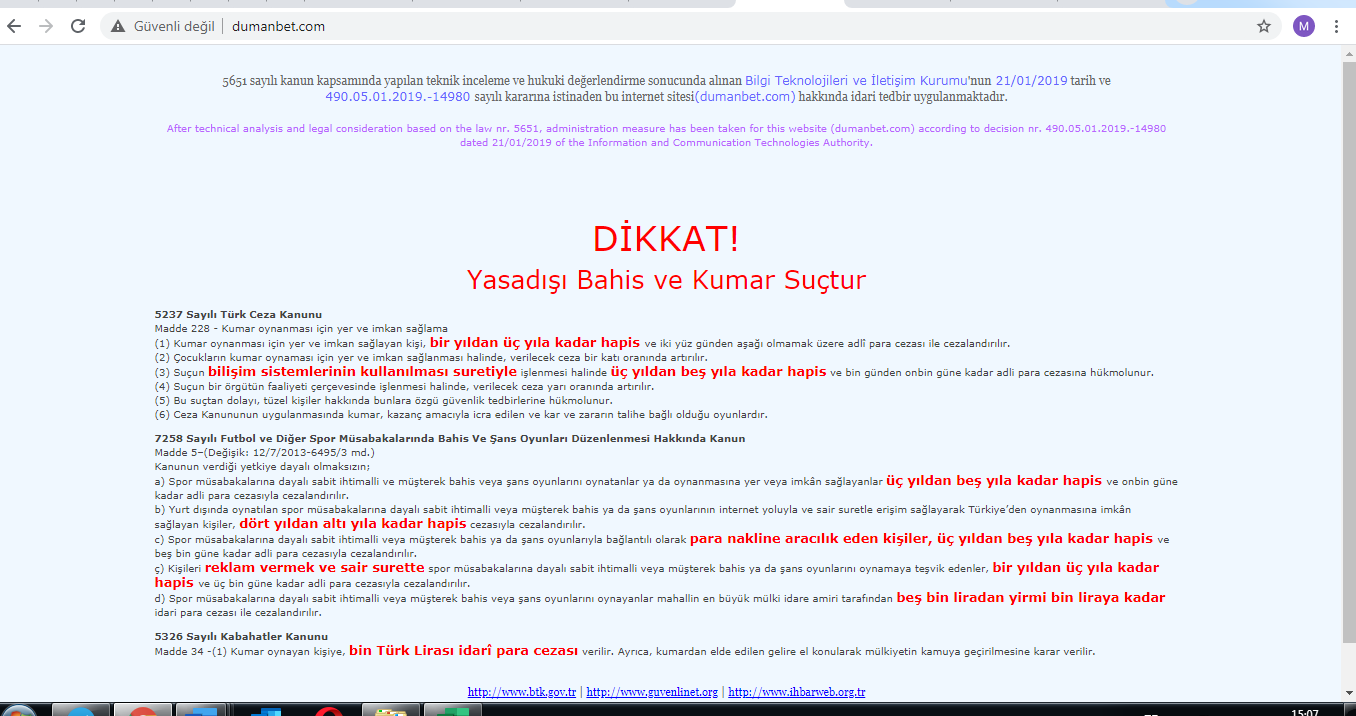 Güvenli değil
dumanbet.com
M
5651 sayılı kanun kapsamında yapılan teknik inceleme ve hukuki değerlendirme sonucunda alınan Bilgi Teknolojileri ve İletişim Kurumu'nun 21/01/2019 tarih ve
490.05.01.2019.-14980 sayılı kararına istinaden bu internet sitesi(dumanbet.com) hakkında idari tedbir uygulanmaktadır.
After technical analysis and legal consideration based on the law nr. 5651, administration measure has been taken for this website (dumanbet.com) according to decision nr. 490.05.01.2019.-14980
dated 21/01/2019 of the Information and Communication Technologies Authority.
DİKKAT!
Yasadışı Bahis ve Kumar Suçtur
5237 Sayılı Türk Ceza Kanunu
Madde 228 - Kumar oynanması için yer ve imkan sağlama
(1) Kumar oynanması için yer ve imkan sağlayan kişi, bir yıldan üç yıla kadar hapis ve iki yüz günden aşağı olmamak üzere adlî para cezası ile cezalandırılır.
(2) Çocukların kumar oynaması için yer ve imkan sağlanması halinde, verilecek ceza bir katı oranında artırılır.
(3) Suçun bilişim sistemlerinin kullanılması suretiyle işlenmesi halinde üç yıldan beş yıla kadar hapis ve bin günden onbin güne kadar adli para cezasına hükmolunur.
(4) Suçun bir örgütün faaliyeti çerçevesinde işlenmesi halinde, verilecek ceza yarı oranında artırılır.
(5) Bu suçtan dolayı, tüzel kişiler hakkında bunlara özgü güvenlik tedbirlerine hükmolunur.
(6) Ceza Kanununun uygulanmasında kumar, kazanç amacıyla icra edilen ve kar ve zararın talihe bağlı olduğu oyunlardır.
7258 Sayılı Futbol ve Diğer Spor Müsabakalarında Bahis Ve Şans Oyunları Düzenlenmesi Hakkında Kanun
Madde 5–(Değişik: 12/7/2013-6495/3 md.)
Kanunun verdiği yetkiye dayalı olmaksızın;
a) Spor müsabakalarına dayalı sabit ihtimalli ve müşterek bahis veya şans oyunlarını oynatanlar ya da oynanmasına yer veya imkân sağlayanlar üç yıldan beş yıla kadar hapis ve onbin güne
kadar adli para cezasıyla cezalandırılır.
b) Yurt dışında oynatılan spor müsabakalarına dayalı sabit ihtimalli veya müşterek bahis ya da şans oyunlarının internet yoluyla ve sair suretle erişim sağlayarak Türkiye’den oynanmasına imkân
sağlayan kişiler, dört yıldan altı yıla kadar hapis cezasıyla cezalandırılır.
c) Spor müsabakalarına dayalı sabit ihtimalli veya müşterek bahis ya da şans oyunlarıyla bağlantılı olarak para nakline aracılık eden kişiler, üç yıldan beş yıla kadar hapis ve
beş bin güne kadar adli para cezasıyla cezalandırılır.
ç) Kişileri reklam vermek ve sair surette spor müsabakalarına dayalı sabit ihtimalli veya müşterek bahis ya da şans oyunlarını oynamaya teşvik edenler, bir yıldan üç yıla kadar
hapis ve üç bin güne kadar adli para cezasıyla cezalandırılır.
d) Spor müsabakalarına dayalı sabit ihtimalli veya müşterek bahis veya şans oyunlarını oynayanlar mahallin en büyük mülki idare amiri tarafından beş bin liradan yirmi bin liraya kadar
idari para cezası ile cezalandırılır.
5326 Sayılı Kabahatler Kanunu
Madde 34 -(1) Kumar oynayan kişiye, bin Türk Lirası idarî para cezası verilir. Ayrıca, kumardan elde edilen gelire el konularak mülkiyetin kamuya geçirilmesine karar verilir.
http://www.btk.gov.tr | http://www.guvenlinet.org | http://www.ihbarweb.org.tr
15:07